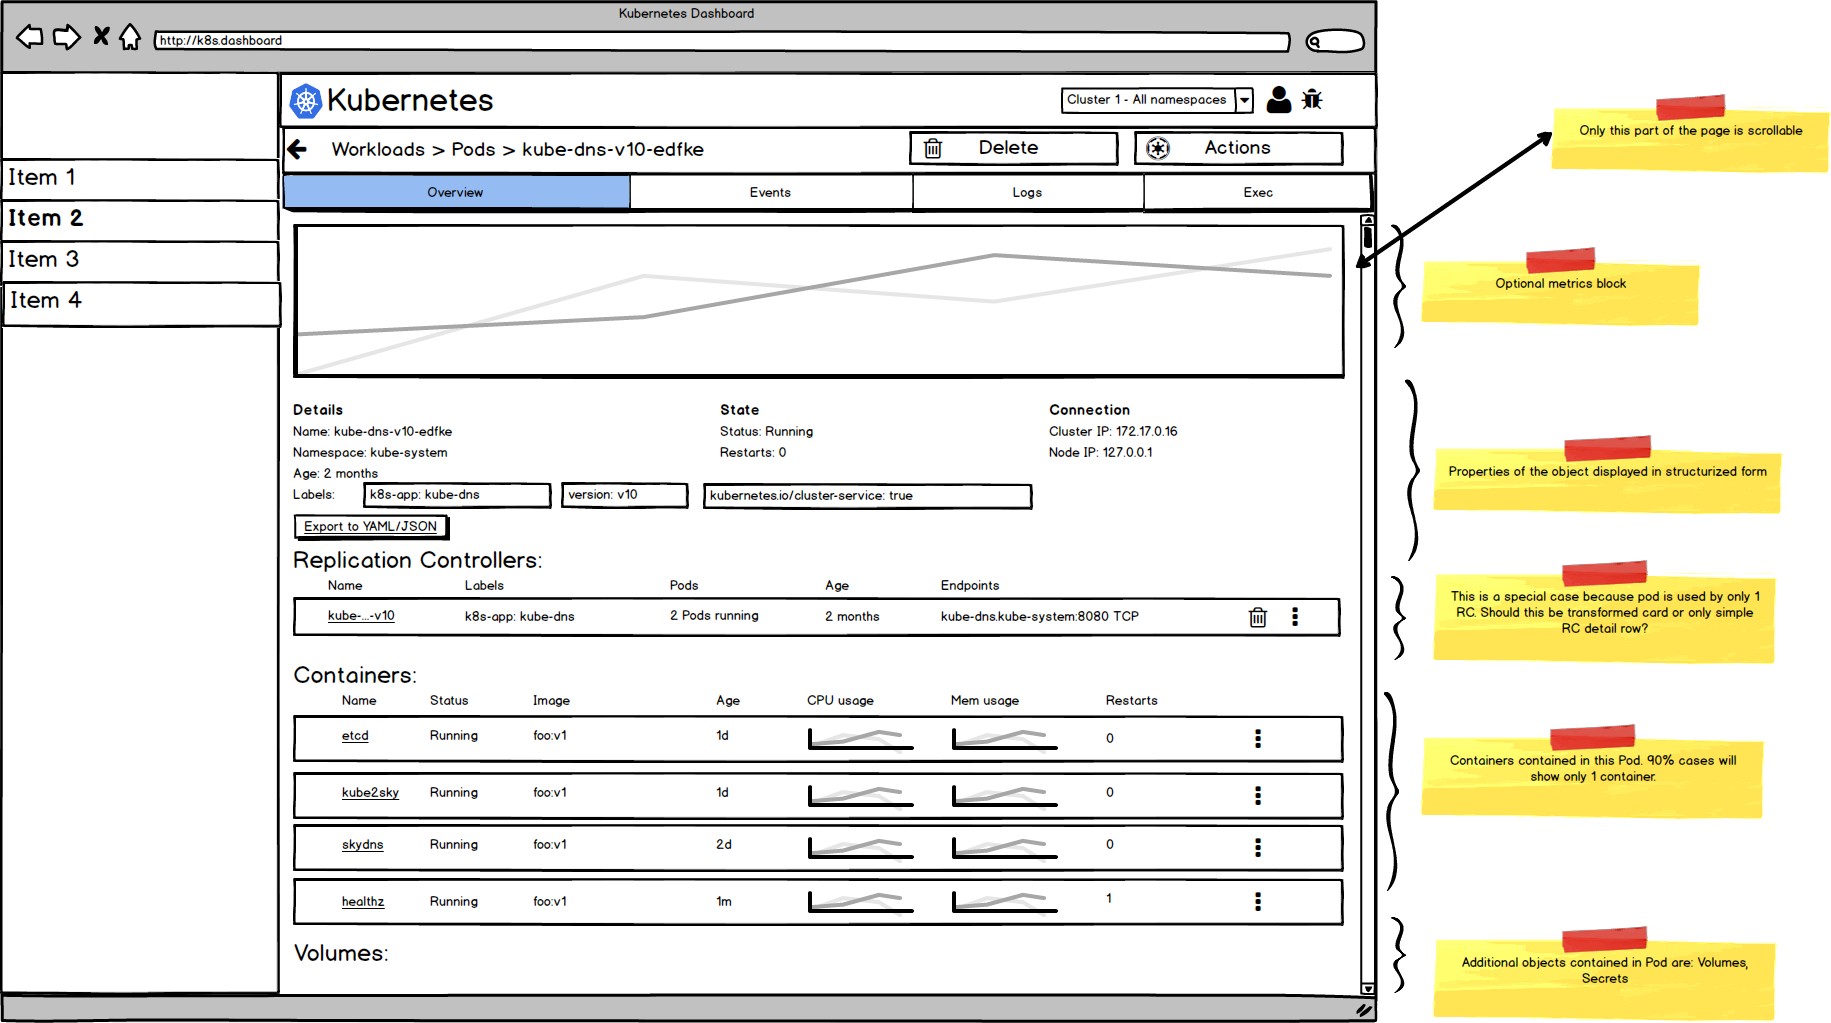 Kubernetes Dashboard
http://k8s.dashboard
Kubernetes
Cluster 1 - All namespaces
Workloads > Pods > kube-dns-v10-edfke
Delete
Actions
Overview
Events
Logs
Exec
Item 1
Item 2
Item 3
Item 4
Details
Name: kube-dns-v10-edfke
Namespace: kube-system
Age: 2 months
Labels:
k8s-app: kube-dns
version: v10
kubernetes.io/cluster-service: true
Export to YAML/JSON
State
Status: Running
Restarts: 0
Connection
Cluster IP: 172.17.0.16
Node IP: 127.0.0.1
Replication Controllers:
Name Labels Pods Age Endpoints
kube-...-v10 k8s-app: kube-dns 2 Pods running 2 months kube-dns.kube-system:8080 TCP
Containers:
Name Status Image Age CPU usage Mem usage Restarts
etcd Running foo:v1 1d 0
kube2sky Running foo:v1 1d 0
skydns Running foo:v1 2d 0
healthz Running foo:v1 1m 1
Volumes:
Only this part of the page is scrollable
Optional metrics block
Properties of the object displayed in structurized form
This is a special case because pod is used by only 1
RC. Should this be transformed card or only simple
RC detail row?
Containers contained in this Pod. 90% cases will
show only 1 container.
Additional objects contained in Pod are: Volumes,
Secrets